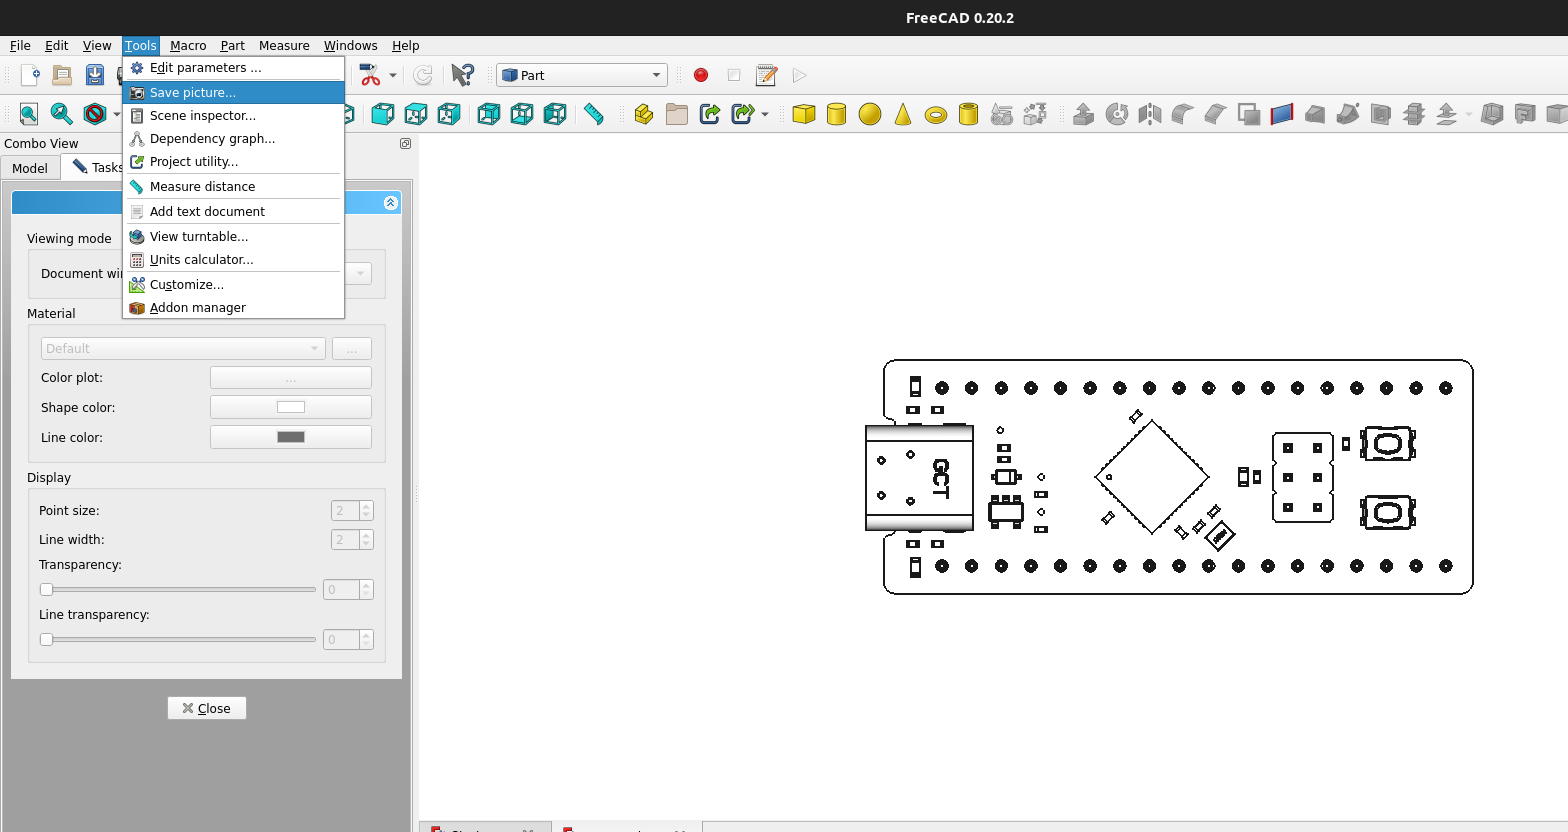 FreeCAD 0.20.2
File Edit View Tools Macro Part Measure Windows Help
Edit parameters ...
Part
Save picture...
Scene inspector...
Dependency graph...
Project utility...
Measure distance
Add text document
View turntable...
Units calculator...
Customize...
Addon manager
Combo View
Model Tasks
Viewing mode
Document wi
Material
Default ...
Color plot: ...
Shape color:
Line color:
Display
Point size: 2
Line width: 2
Transparency:
0
Line transparency:
0
Close
GCT